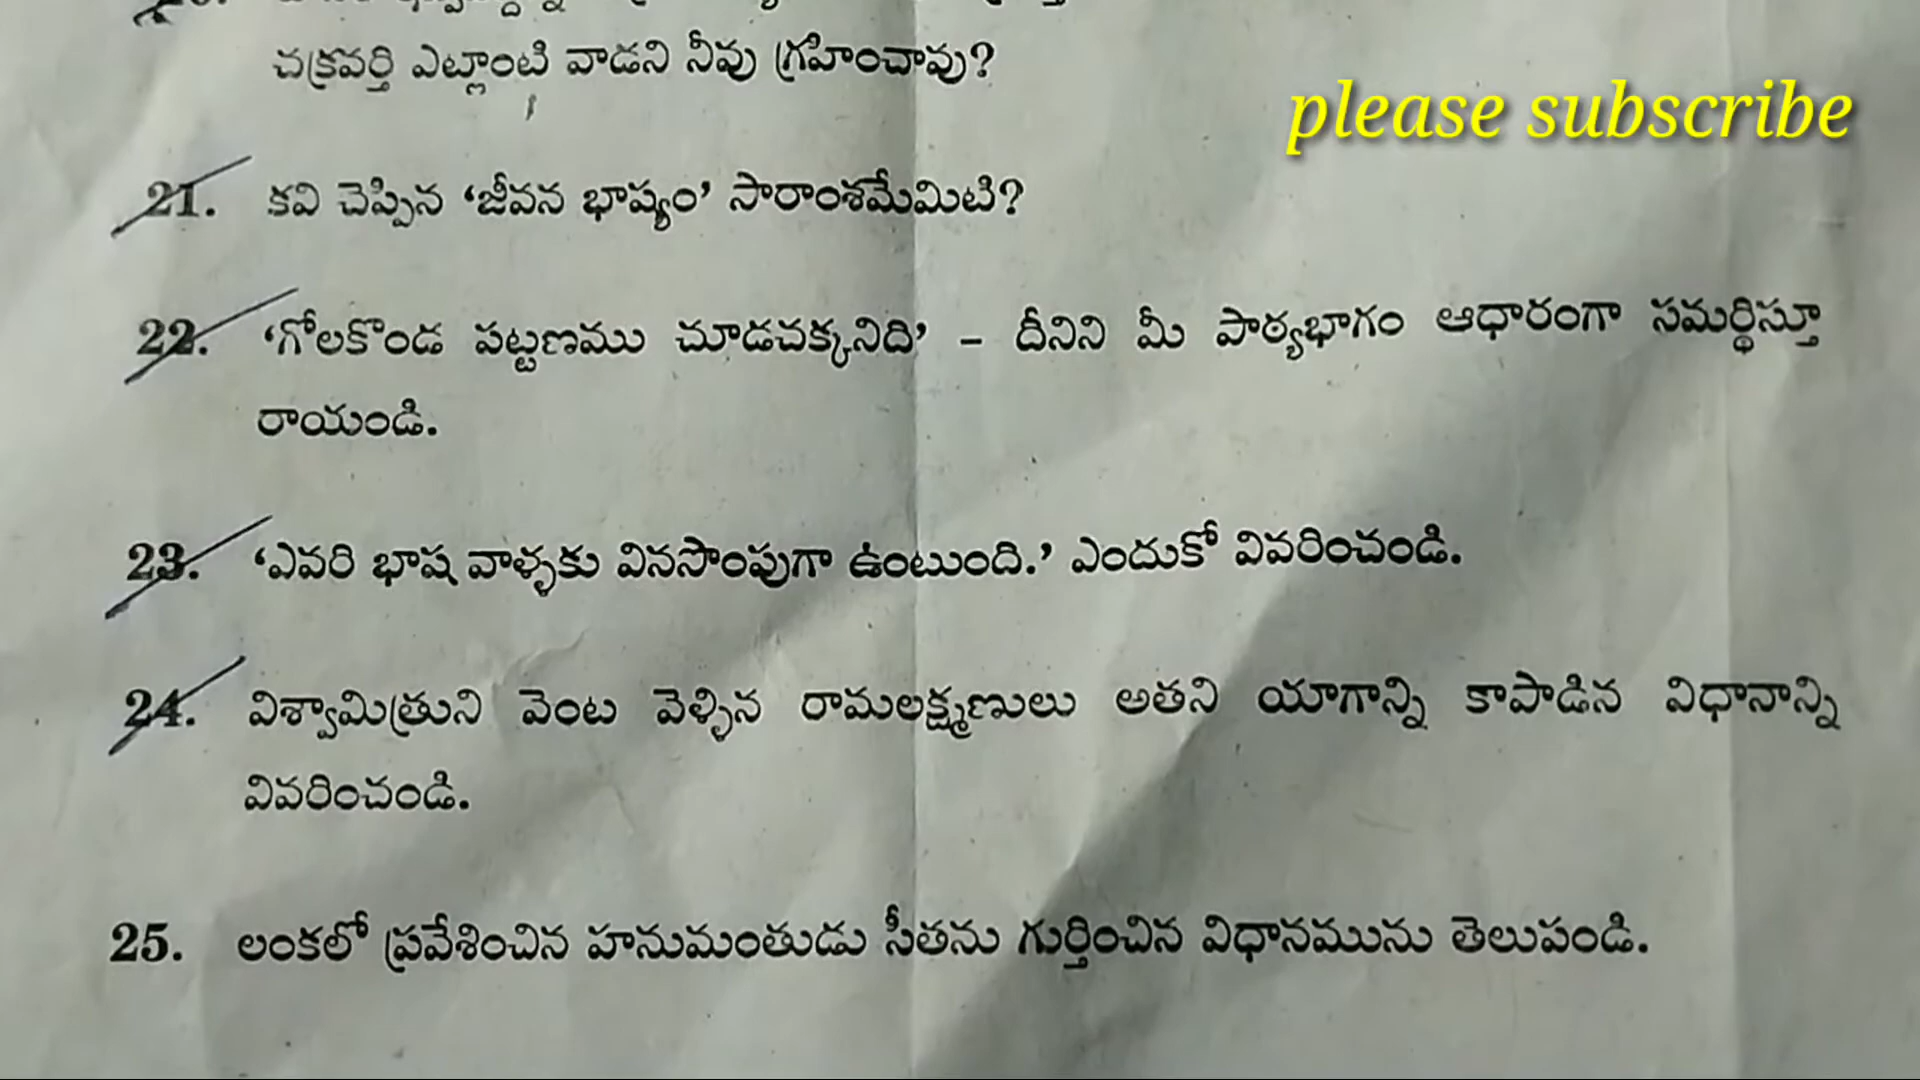 చక్రవర్తి ఎట్లాంటి వాడని నీవు గ్రహించావు?
please subscribe
21. కవి చెప్పిన ‘జీవన భాష్యం’ సారాంశమేమిటి?
22. ‘గోలకొండ పట్టణము చూడచక్కనిది’ – దీనిని మీ పాఠ్యభాగం ఆధారంగా సమర్థిస్తూ
రాయండి.
23. ‘ఎవరి భాష వాళ్ళకు వినసొంపుగా ఉంటుంది.’ ఎందుకో వివరించండి.
24. విశ్వామిత్రుని వెంట వెళ్ళిన రామలక్ష్మణులు అతని యాగాన్ని కాపాడిన విధానాన్ని
వివరించండి.
25. లంకలో ప్రవేశించిన హనుమంతుడు సీతను గుర్తించిన విధానమును తెలుపండి.